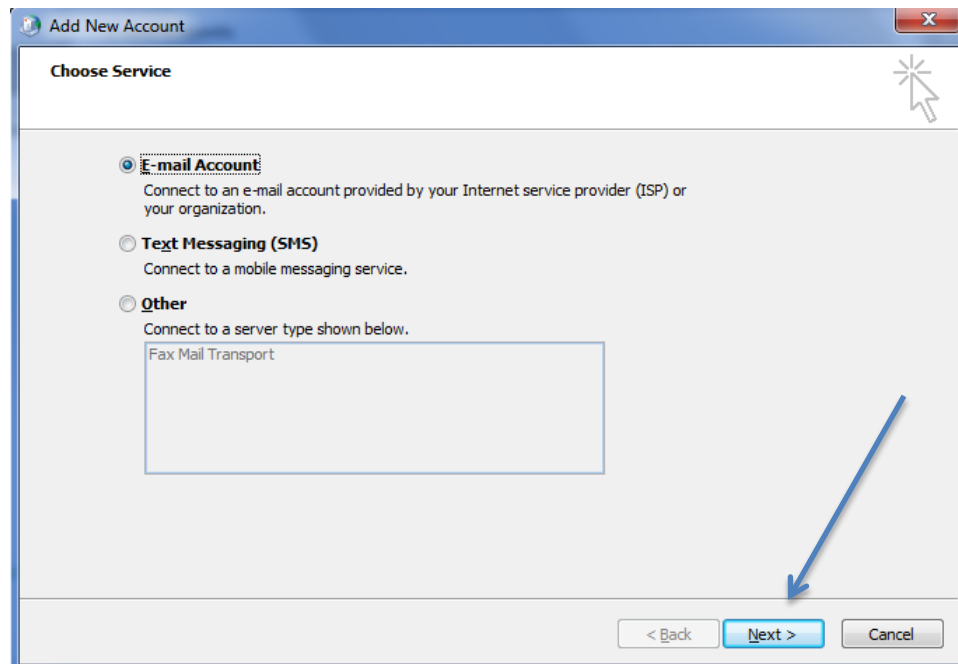 Add New Account
Choose Service
E-mail Account
Connect to an e-mail account provided by your Internet service provider (ISP) or
your organization.
Text Messaging (SMS)
Connect to a mobile messaging service.
Other
Connect to a server type shown below.
Fax Mail Transport
< Back Next > Cancel